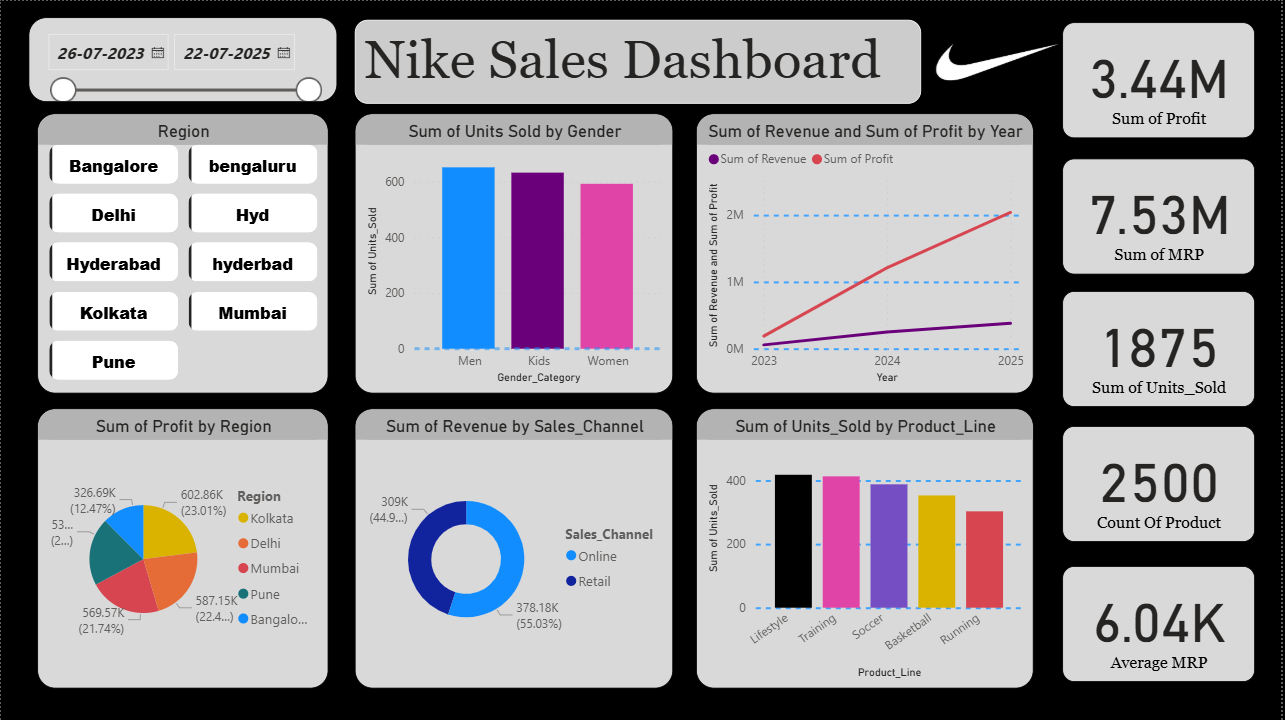 26-07-2023
22-07-2025
Nike Sales Dashboard
3.44M
Sum of Profit
Region
Bangalore
bengaluru
Delhi
Hyd
Hyderabad
hyderbad
Kolkata
Mumbai
Pune
Sum of Units Sold by Gender
600
400
200
0
Sum of Units_Sold
Men
Kids
Women
Gender_Category
Sum of Revenue and Sum of Profit by Year
Sum of Revenue
Sum of Profit
2M
1M
0M
Sum of Revenue and Sum of Profit
2023
2024
2025
Year
7.53M
Sum of MRP
1875
Sum of Units_Sold
Sum of Profit by Region
326.69K
(12.47%)
602.86K
(23.01%)
53...
(2...)
569.57K
(21.74%)
587.15K
(22.4...)
Region
Kolkata
Delhi
Mumbai
Pune
Bangalo...
Sum of Revenue by Sales_Channel
309K
(44.9...)
378.18K
(55.03%)
Sales_Channel
Online
Retail
Sum of Units_Sold by Product_Line
400
200
0
Sum of Units_Sold
Lifestyle
Training
Soccer
Basketball
Running
Product_Line
2500
Count Of Product
6.04K
Average MRP